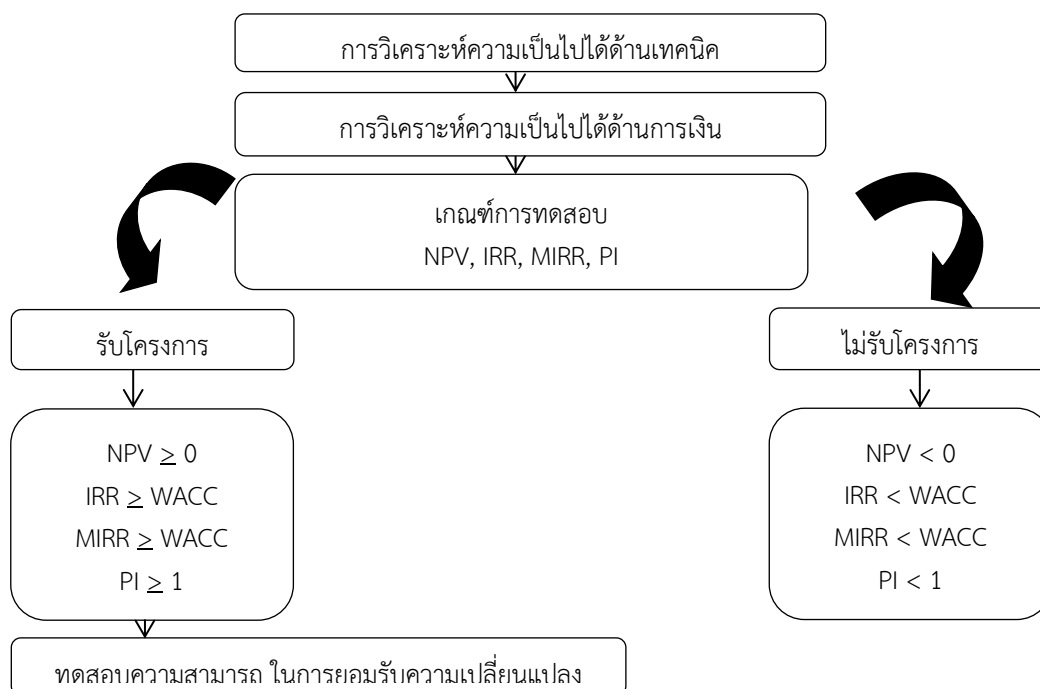 การวิเคราะห์ความเป็นไปได้ด้านเทคนิค
การวิเคราะห์ความเป็นไปได้ด้านการเงิน
เกณฑ์การทดสอบ
NPV, IRR, MIRR, PI
รับโครงการ
ไม่รับโครงการ
NPV ≥ 0
IRR ≥ WACC
MIRR ≥ WACC
PI ≥ 1
NPV < 0
IRR < WACC
MIRR < WACC
PI < 1
ทดสอบความสามารถ ในการยอมรับความเปลี่ยนแปลง